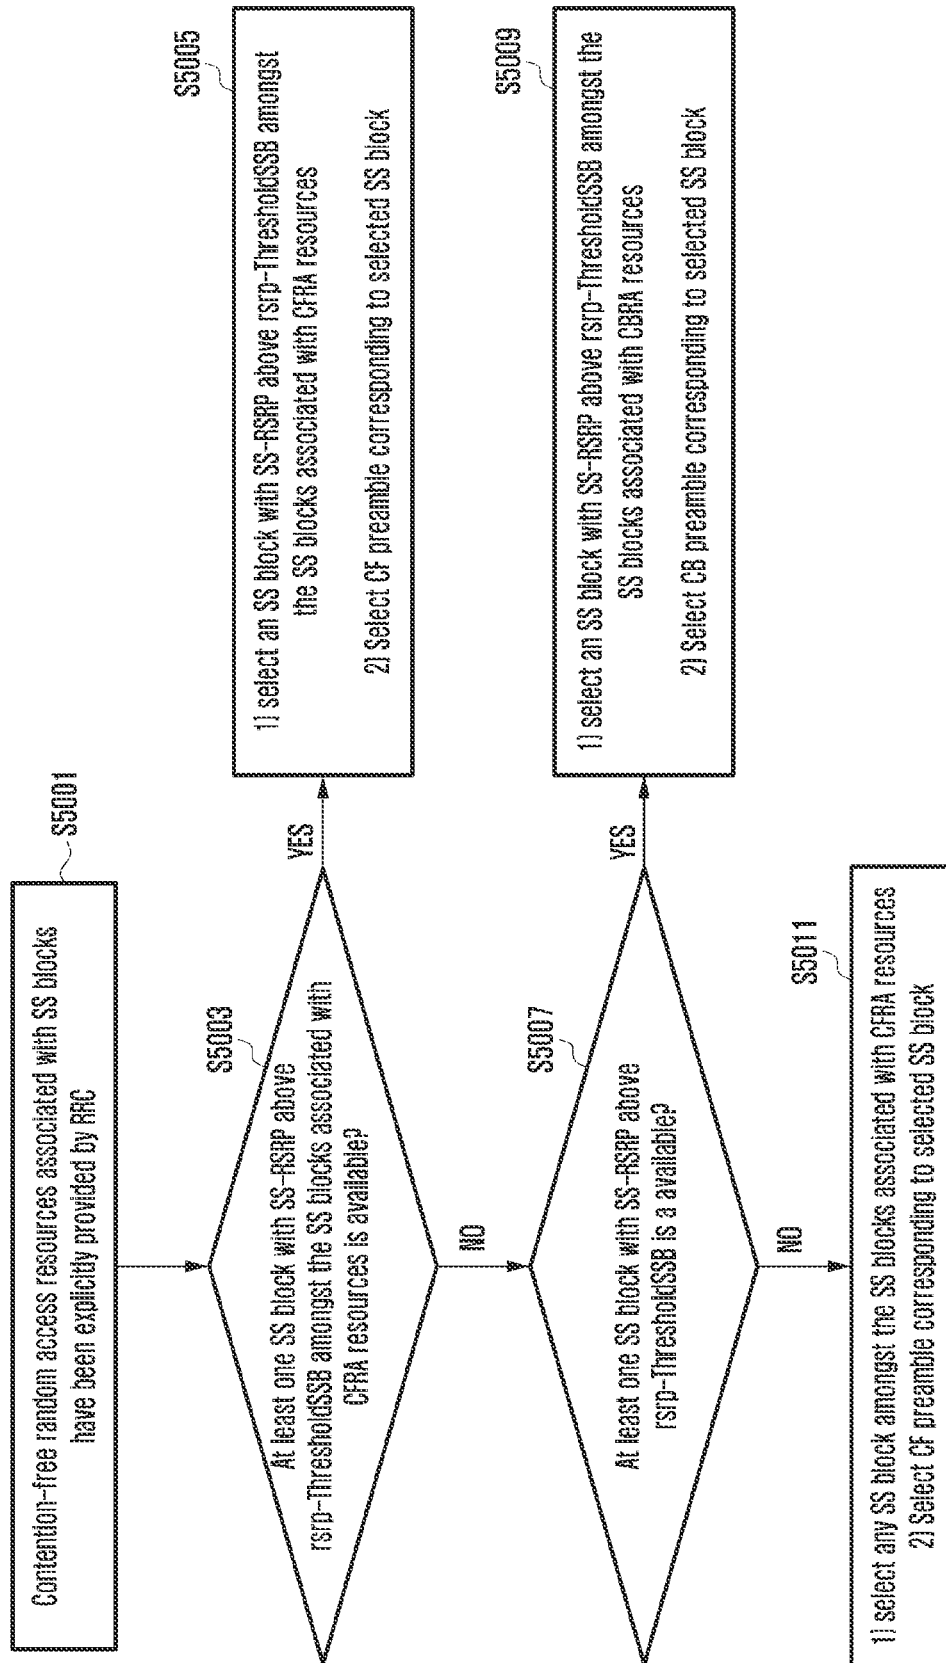 S5001
Contention-free random access resources associated with SS blocks
have been explicitly provided by RRC
S5003
At least one SS block with SS-RSRP above
rsrp-ThresholdSSB amongst the SS blocks associated with
CFRA resources is available?
YES
S5005
1) select an SS block with SS-RSRP above rsrp-ThresholdSSB amongst
the SS blocks associated with CFRA resources
2) Select CF preamble corresponding to selected SS block
NO
S5007
At least one SS block with SS-RSRP above
rsrp-ThresholdSSB is a available?
YES
S5009
1) select an SS block with SS-RSRP above rsrp-ThresholdSSB amongst the
SS blocks associated with CBRA resources
2) Select CB preamble corresponding to selected SS block
NO
S5011
1) select any SS block amongst the SS blocks associated with CFRA resources
2) Select CF preamble corresponding to selected SS block